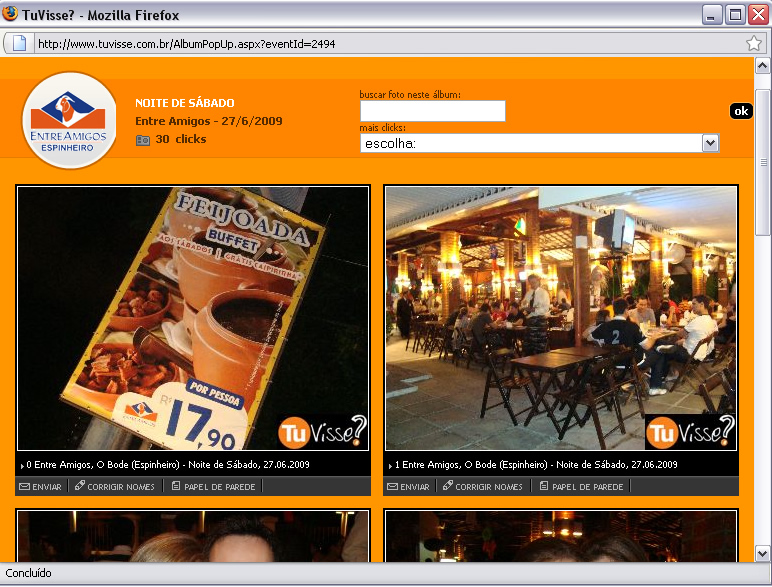 TuVisse? - Mozilla Firefox
http://www.tuvisse.com.br/AlbumPopUp.aspx?eventId=2494
ENTREAMIGOS
ESPINHEIRO
NOITE DE SÁBADO
Entre Amigos - 27/6/2009
30 clicks
buscar foto neste álbum:
mais clicks:
escolha:
ok
FEIJOADA
BUFFET
AOS SÁBADOS | GRÁTIS CAIPIRINHA*
POR PESSOA
R$ 17,90
TuVisse?
2
TuVisse?
0 Entre Amigos, O Bode (Espinheiro) - Noite de Sábado, 27.06.2009
1 Entre Amigos, O Bode (Espinheiro) - Noite de Sábado, 27.06.2009
ENVIAR CORRIGIR NOMES PAPEL DE PAREDE
ENVIAR CORRIGIR NOMES PAPEL DE PAREDE
Concluído